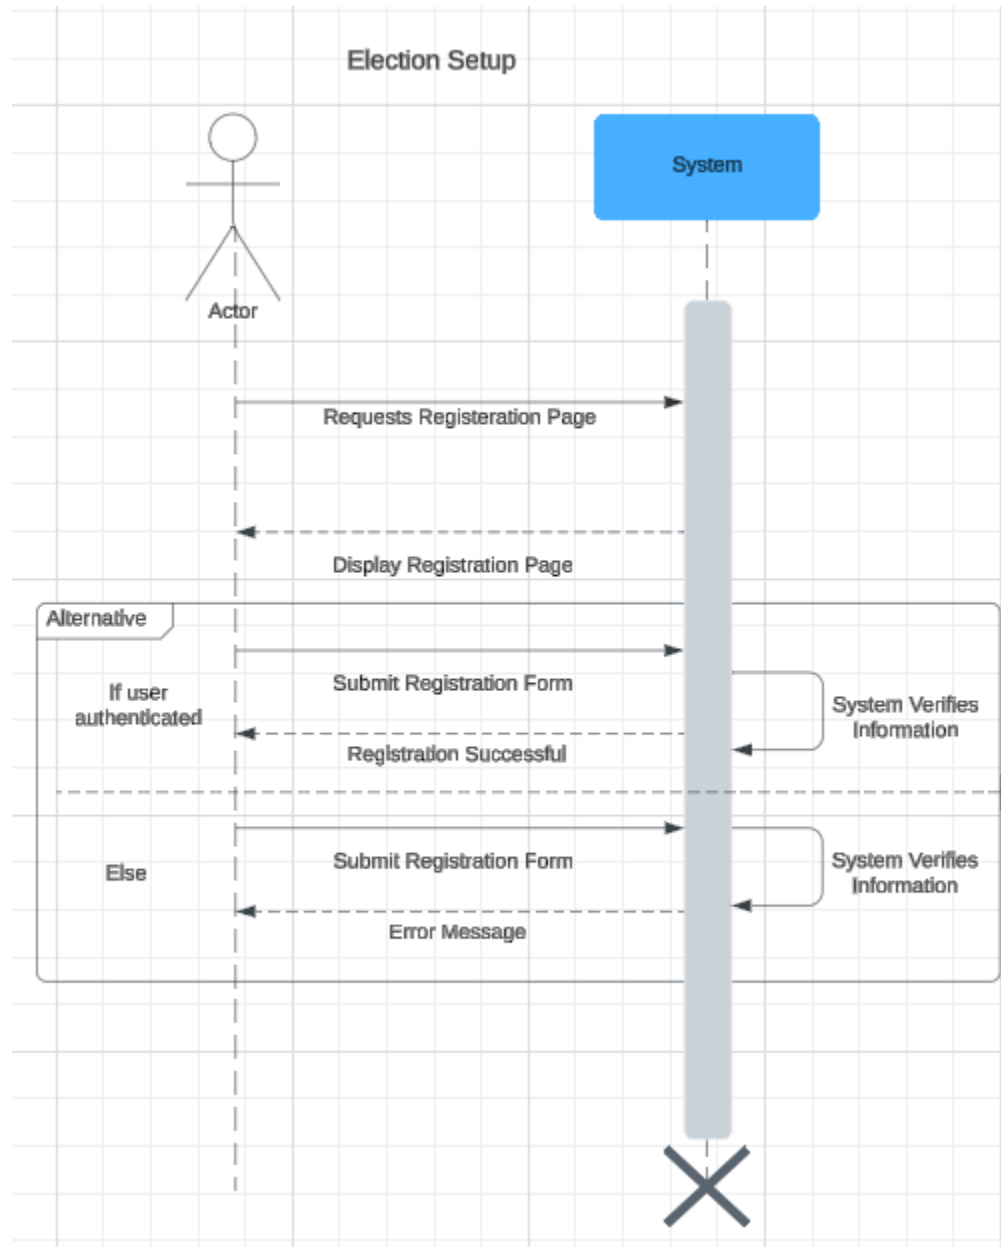 Election Setup
System
Actor
Requests Registeration Page
Display Registration Page
Alternative
If user
authenticated
Submit Registration Form
System Verifies
Information
Registration Successful
Submit Registration Form
Else
System Verifies
Information
Error Message